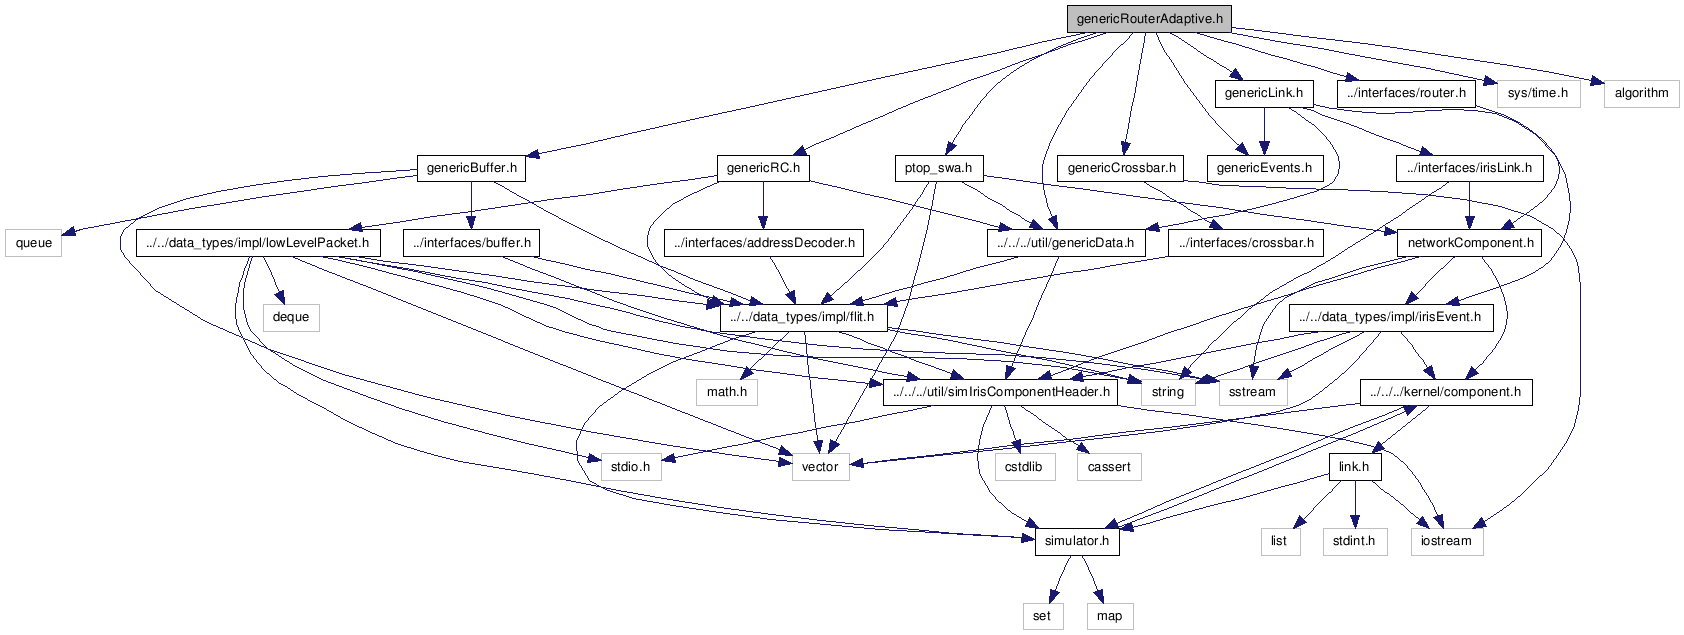 genericRouterAdaptive.h
genericLink.h
../interfaces/router.h
sys/time.h
algorithm
genericBuffer.h
genericRC.h
ptop_swa.h
genericCrossbar.h
genericEvents.h
../interfaces/irisLink.h
queue
../../data_types/impl/lowLevelPacket.h
../interfaces/buffer.h
../interfaces/addressDecoder.h
../../../util/genericData.h
../interfaces/crossbar.h
networkComponent.h
deque
../../data_types/impl/flit.h
../../data_types/impl/irisEvent.h
math.h
../../../util/simIrisComponentHeader.h
string
sstream
../../../kernel/component.h
stdio.h
vector
cstdlib
cassert
link.h
simulator.h
list
stdint.h
iostream
set
map